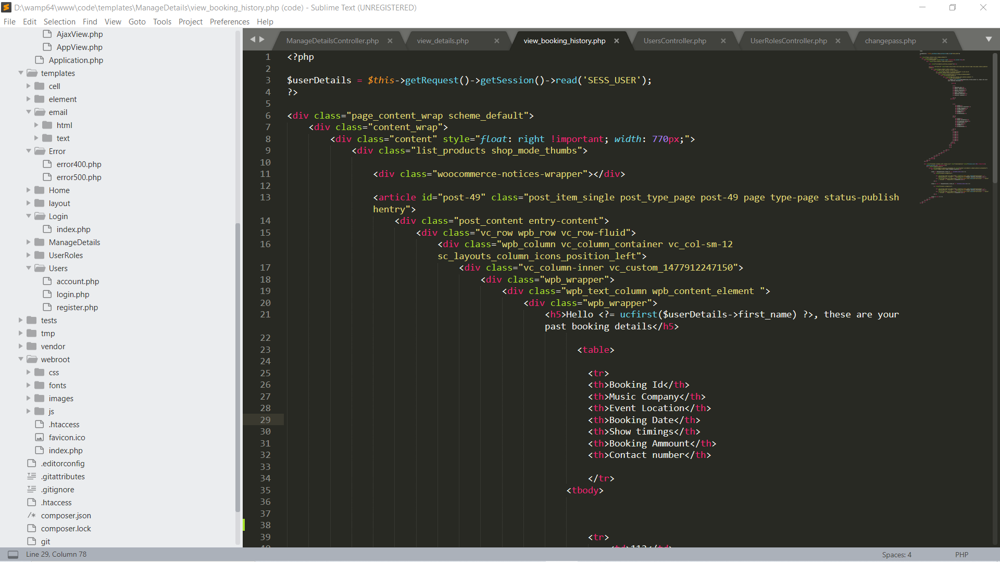 D:\wamp64\www\code\templates\ManageDetails\view_booking_history.php (code) - Sublime Text (UNREGISTERED)
File Edit Selection Find View Goto Tools Project Preferences Help
AjaxView.php
AppView.php
Application.php
templates
cell
element
email
html
text
Error
error400.php
error500.php
Home
layout
Login
index.php
ManageDetails
UserRoles
Users
account.php
login.php
register.php
tests
tmp
vendor
webroot
css
fonts
images
js
.htaccess
favicon.ico
index.php
.editorconfig
.gitattributes
.gitignore
.htaccess
composer.json
composer.lock
git
ManageDetailsController.php view_details.php view_booking_history.php UsersController.php UserRolesController.php changepass.php
1 <?php
2
3 $userDetails = $this->getRequest()->getSession()->read('SESS_USER');
4 ?>
5
6 <div class="page_content_wrap scheme_default">
7 <div class="content_wrap">
8 <div class="content" style="float: right !important; width: 770px;">
9 <div class="list_products shop_mode_thumbs">
10
11 <div class="woocommerce-notices-wrapper"></div>
12
13 <article id="post-49" class="post_item_single post_type_page post-49 page type-page status-publish
hentry">
14 <div class="post_content entry-content">
15 <div class="vc_row wpb_row vc_row-fluid">
16 <div class="wpb_column vc_column_container vc_col-sm-12
sc_layouts_column_icons_position_left">
17 <div class="vc_column-inner vc_custom_1477912247150">
18 <div class="wpb_wrapper">
19 <div class="wpb_text_column wpb_content_element ">
20 <div class="wpb_wrapper">
21 <h5>Hello <?= ucfirst($userDetails->first_name) ?>, these are your
past booking details</h5>
22
23 <table>
24
25 <tr>
26 <th>Booking Id</th>
27 <th>Music Company</th>
28 <th>Event Location</th>
29 <th>Booking Date</th>
30 <th>Show timings</th>
31 <th>Booking Ammount</th>
32 <th>Contact number</th>
33
34 </tr>
35 <tbody>
36
37
38
39 <tr>
Line 29, Column 78
Spaces: 4
PHP